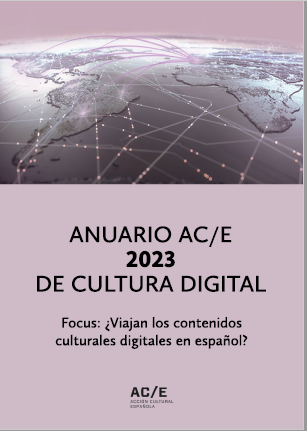 ANUARIO AC/E
2023
DE CULTURA DIGITAL
Focus: ¿Viajan los contenidos
culturales digitales en español?
AC/E
ACCIÓN CULTURAL
ESPAÑOLA